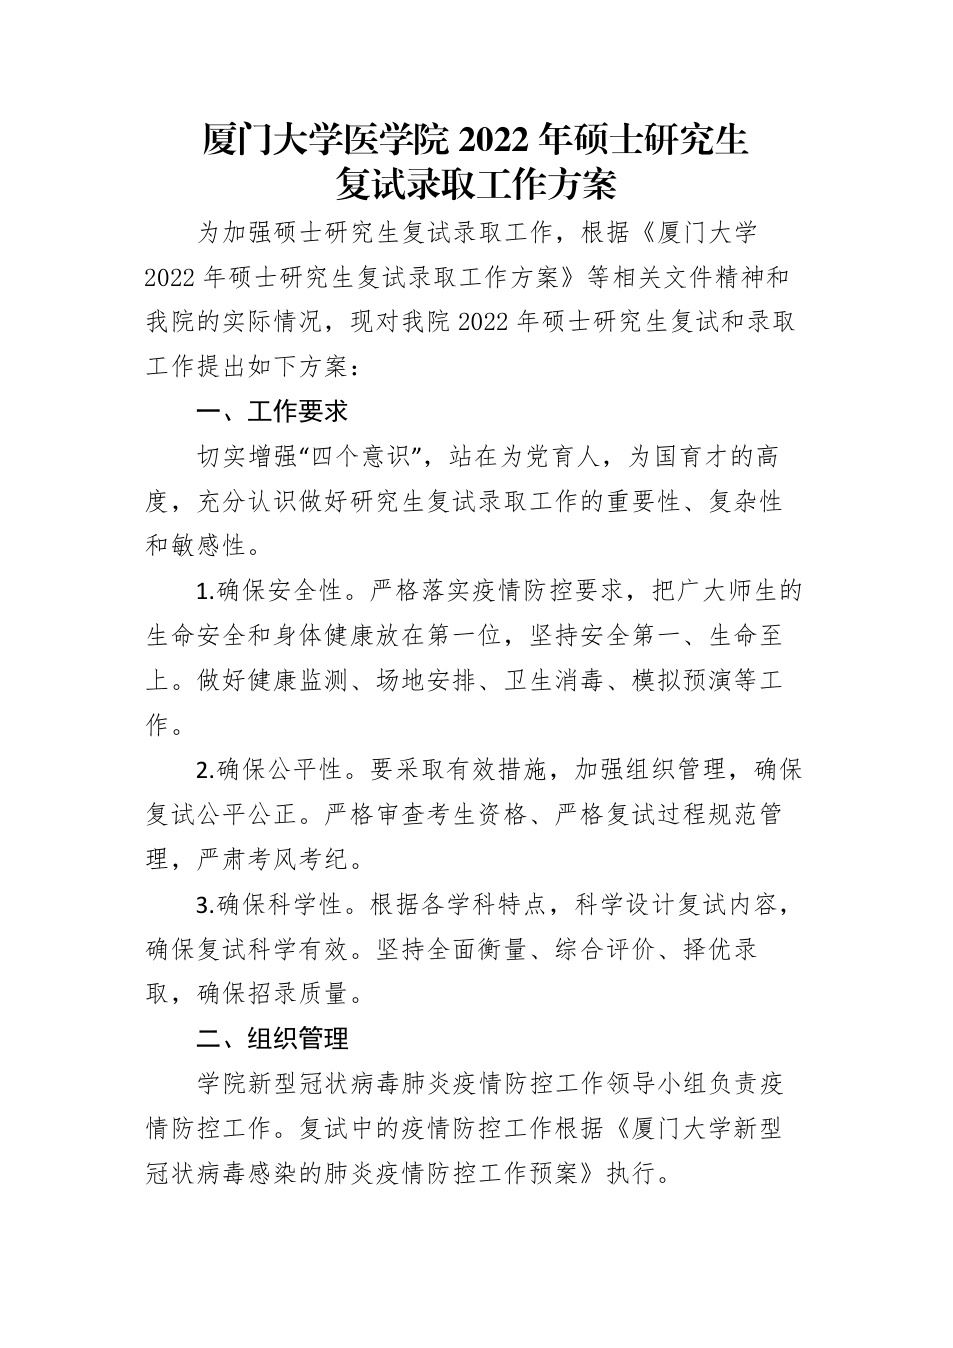 厦门大学医学院 2022 年硕士研究生
复试录取工作方案
为加强硕士研究生复试录取工作，根据《厦门大学
2022 年硕士研究生复试录取工作方案》等相关文件精神和
我院的实际情况，现对我院 2022 年硕士研究生复试和录取
工作提出如下方案：
一、工作要求
切实增强“四个意识”，站在为党育人，为国育才的高
度，充分认识做好研究生复试录取工作的重要性、复杂性
和敏感性。
1.确保安全性。严格落实疫情防控要求，把广大师生的
生命安全和身体健康放在第一位，坚持安全第一、生命至
上。做好健康监测、场地安排、卫生消毒、模拟预演等工
作。
2.确保公平性。要采取有效措施，加强组织管理，确保
复试公平公正。严格审查考生资格、严格复试过程规范管
理，严肃考风考纪。
3.确保科学性。根据各学科特点，科学设计复试内容，
确保复试科学有效。坚持全面衡量、综合评价、择优录
取，确保招录质量。
二、组织管理
学院新型冠状病毒肺炎疫情防控工作领导小组负责疫
情防控工作。复试中的疫情防控工作根据《厦门大学新型
冠状病毒感染的肺炎疫情防控工作预案》执行。